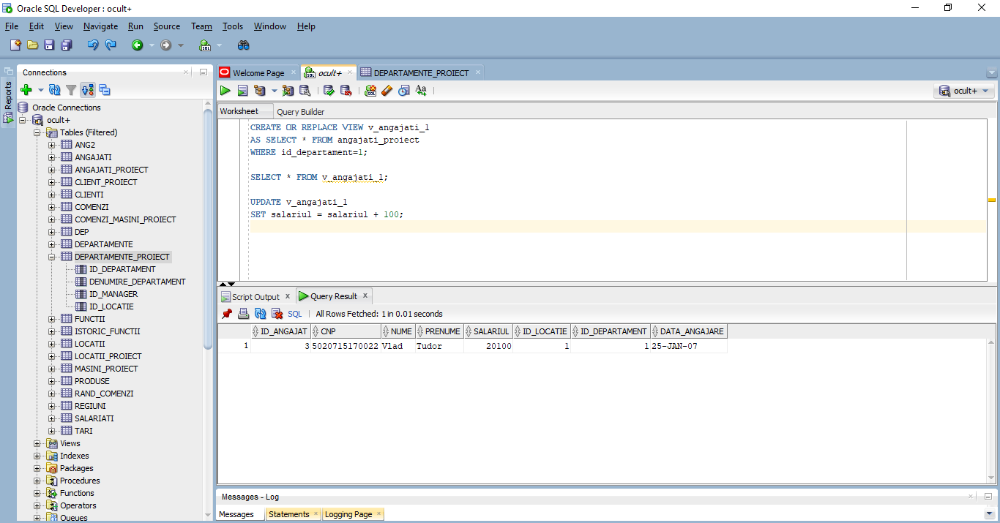 Oracle SQL Developer : ocult+
File Edit View Navigate Run Source Team Tools Window Help
Reports
Connections
Oracle Connections
ocult+
Tables (Filtered)
ANG2
ANGAJATI
ANGAJATI_PROIECT
CLIENT_PROIECT
CLIENTI
COMENZI
COMENZI_MASINI_PROIECT
DEP
DEPARTAMENTE
DEPARTAMENTE_PROIECT
ID_DEPARTAMENT
DENUMIRE_DEPARTAMENT
ID_MANAGER
ID_LOCATIE
FUNCTII
ISTORIC_FUNCTII
LOCATII
LOCATII_PROIECT
MASINI_PROIECT
PRODUSE
RAND_COMENZI
REGIUNI
SALARIATI
TARI
Views
Indexes
Packages
Procedures
Functions
Operators
Queues
Welcome Page ocult+ DEPARTAMENTE_PROIECT
ocult+
Worksheet Query Builder
CREATE OR REPLACE VIEW v_angajati_1
AS SELECT * FROM angajati_proiect
WHERE id_departament=1;
SELECT * FROM v_angajati_1;
UPDATE v_angajati_1
SET salariul = salariul + 100;
Script Output x Query Result x
SQL | All Rows Fetched: 1 in 0.01 seconds
ID_ANGAJAT CNP NUME PRENUME SALARIUL ID_LOCATIE ID_DEPARTAMENT DATA_ANGAJARE
1 3 5020715170022 Vlad Tudor 20100 1 1 25-JAN-07
Messages - Log
Messages Statements Logging Page